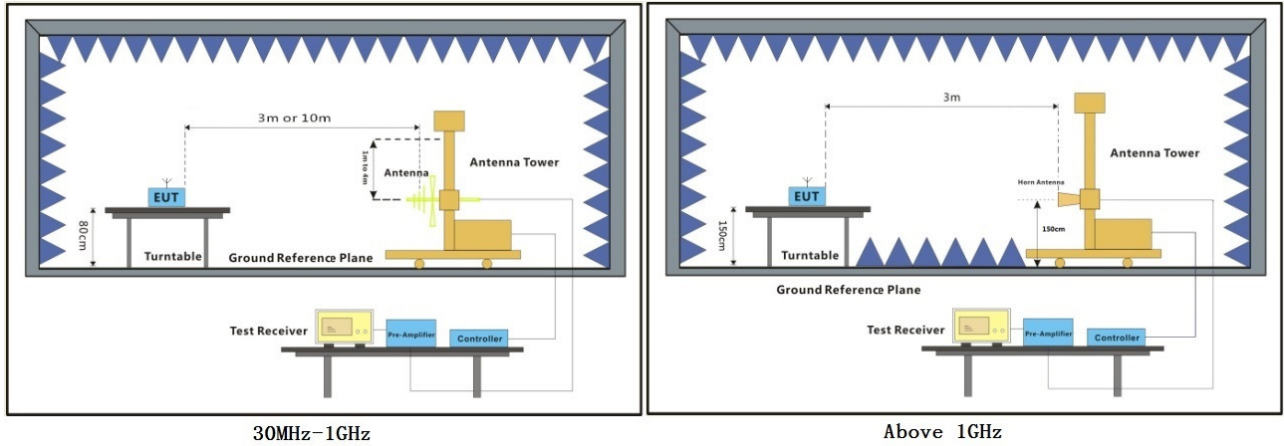 3m or 10m
1m to 4m
Antenna
Antenna Tower
EUT
80cm
Turntable
Ground Reference Plane
Test Receiver
Pre-Amplifier
Controller
30MHz-1GHz
3m
Antenna Tower
Horn Antenna
EUT
150cm
150cm
Turntable
Ground Reference Plane
Test Receiver
Pre-Amplifier
Controller
Above 1GHz